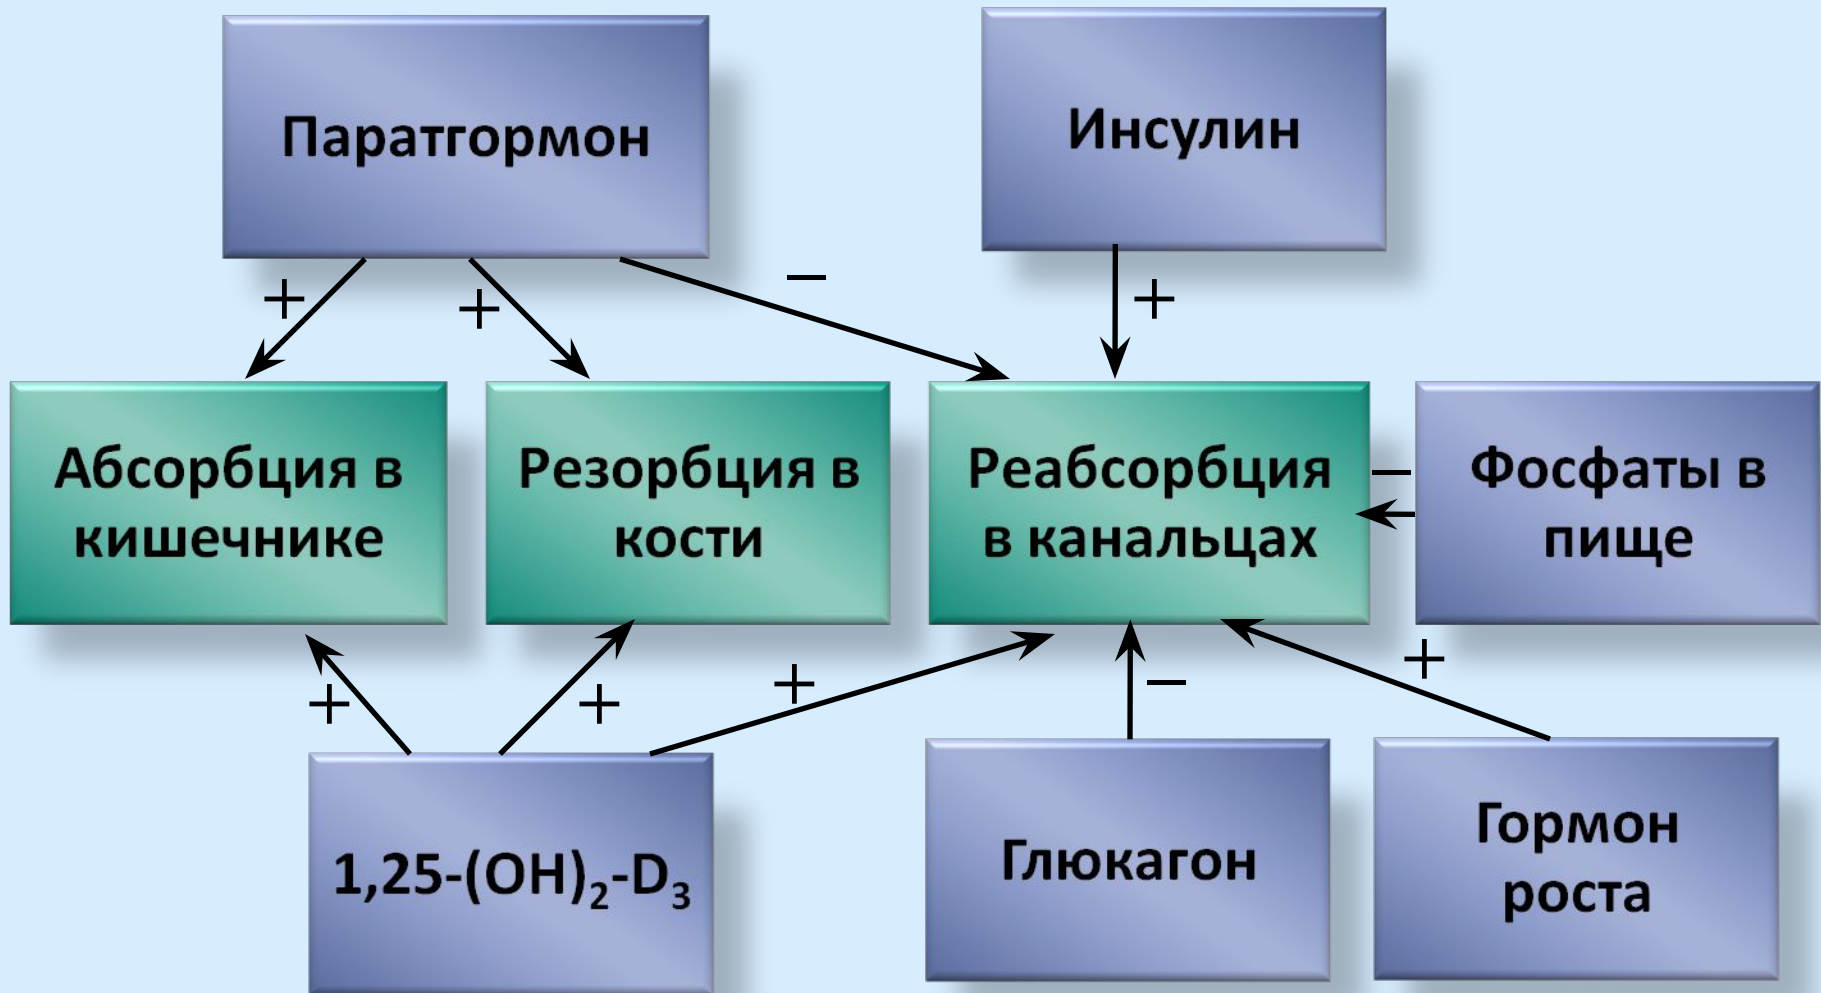 Паратгормон
Инсулин
+
+
–
+
Абсорбция в
кишечнике
Резорбция в
кости
Реабсорбция
в канальцах
–
Фосфаты в
пище
+
+
+
–
+
1,25-(OH)₂-D₃
Глюкагон
Гормон
роста